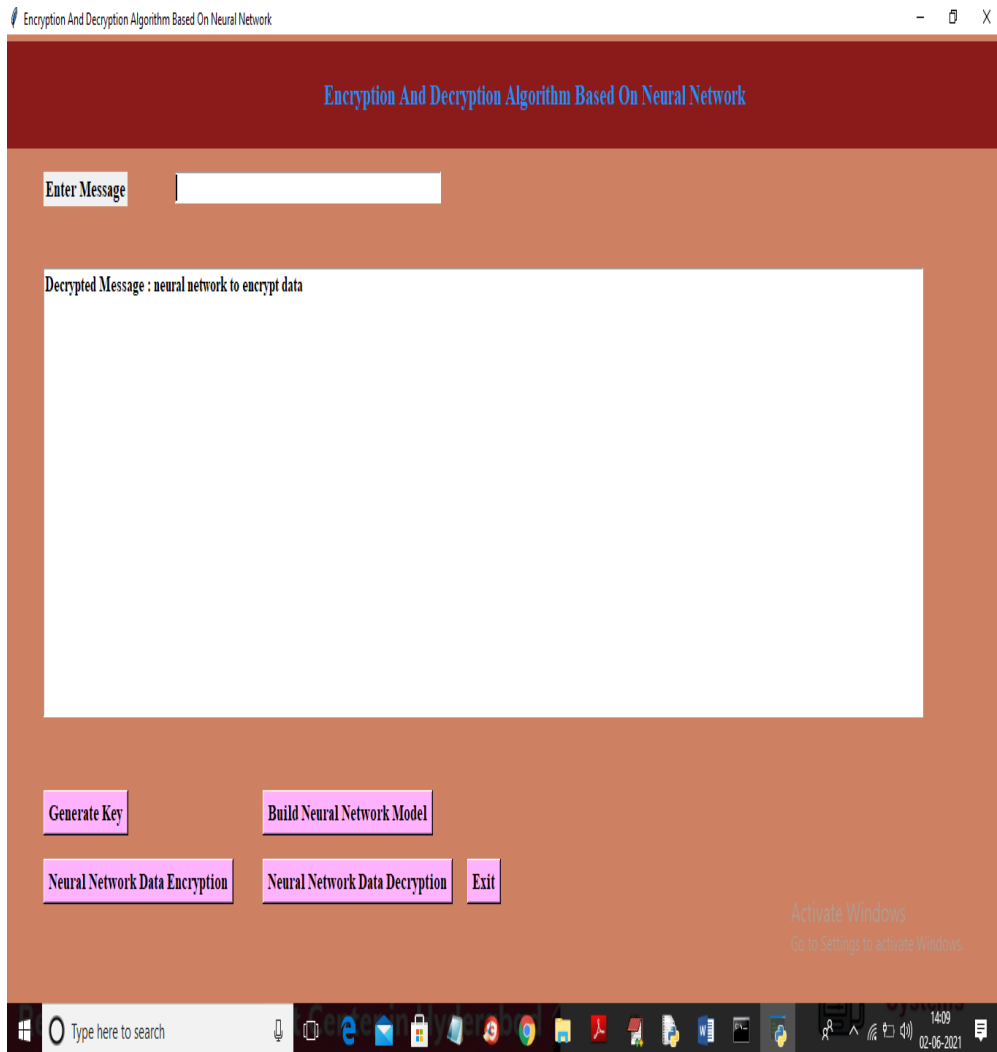 Encryption And Decryption Algorithm Based On Neural Network
Encryption And Decryption Algorithm Based On Neural Network
Enter Message
Decrypted Message : neural network to encrypt data
Generate Key
Build Neural Network Model
Neural Network Data Encryption
Neural Network Data Decryption
Exit
Activate Windows
Go to Settings to activate Windows.
Type here to search
14:09
02-06-2021